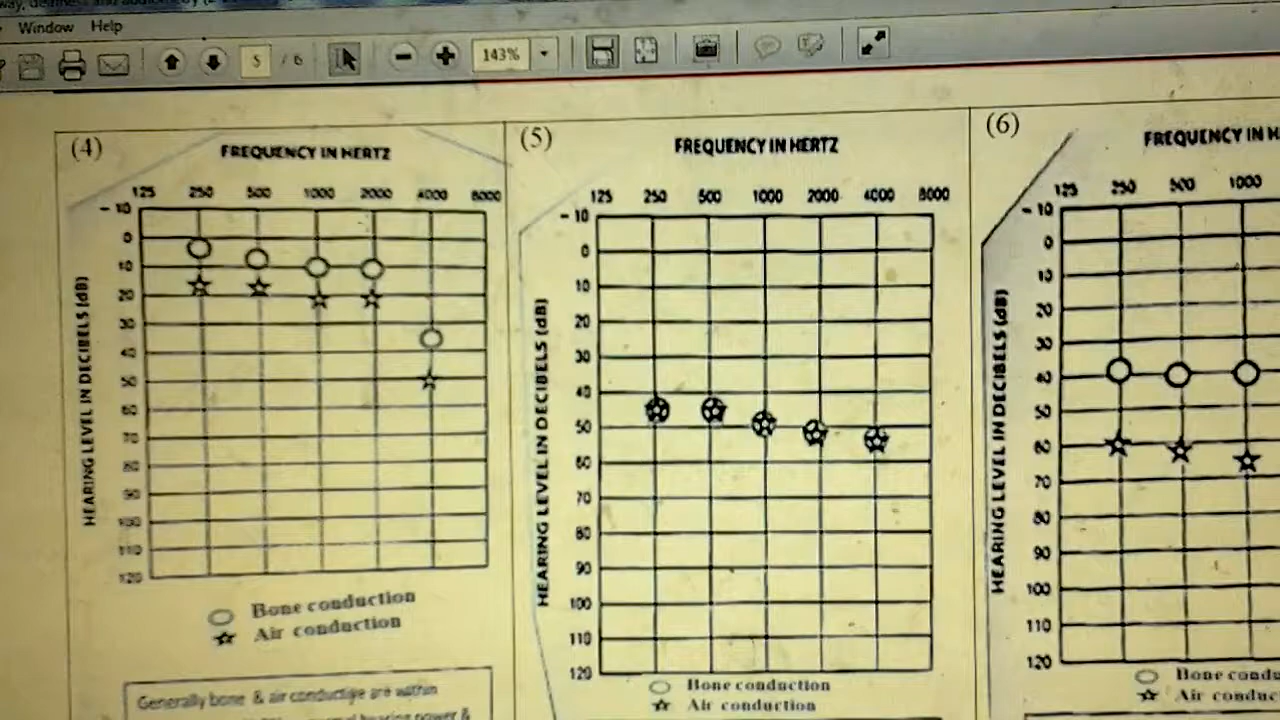 Window Help
5 / 6
143%
(4)
FREQUENCY IN HERTZ
125 250 500 1000 2000 4000 8000
HEARING LEVEL IN DECIBELS (dB)
-10
0
10
20
30
40
50
60
70
80
90
100
110
120
Bone conduction
Air conduction
Generally bone & air conductive are within
(5)
FREQUENCY IN HERTZ
125 250 500 1000 2000 4000 8000
HEARING LEVEL IN DECIBELS (dB)
-10
0
10
20
30
40
50
60
70
80
90
100
110
120
Bone conduction
Air conduction
(6)
FREQUENCY IN H
125 250 500 1000
HEARING LEVEL IN DECIBELS (dB)
-10
0
10
20
30
40
50
60
70
80
90
100
110
120
Bone condu
Air conduc